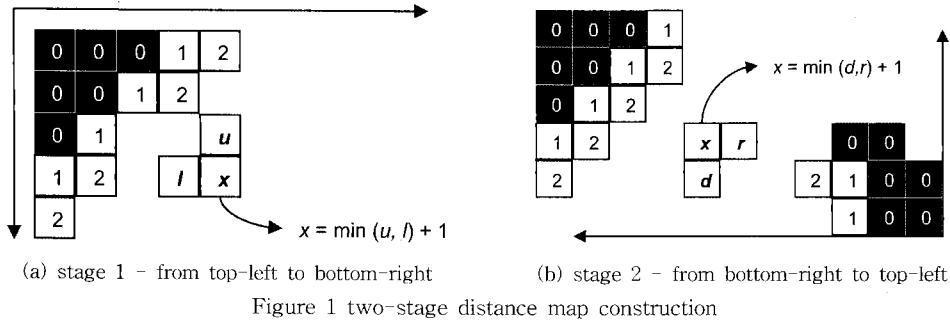 0 0 0 1 2
0 0 1 2
0 1 u
1 2 l x
2
x = min (u, l) + 1
(a) stage 1 - from top-left to bottom-right
0 0 0 1
0 0 1 2
x = min (d,r) + 1
0 1 2
1 2 x r 0 0
2 d 2 1 0 0
1 0 0
(b) stage 2 - from bottom-right to top-left
Figure 1 two-stage distance map construction